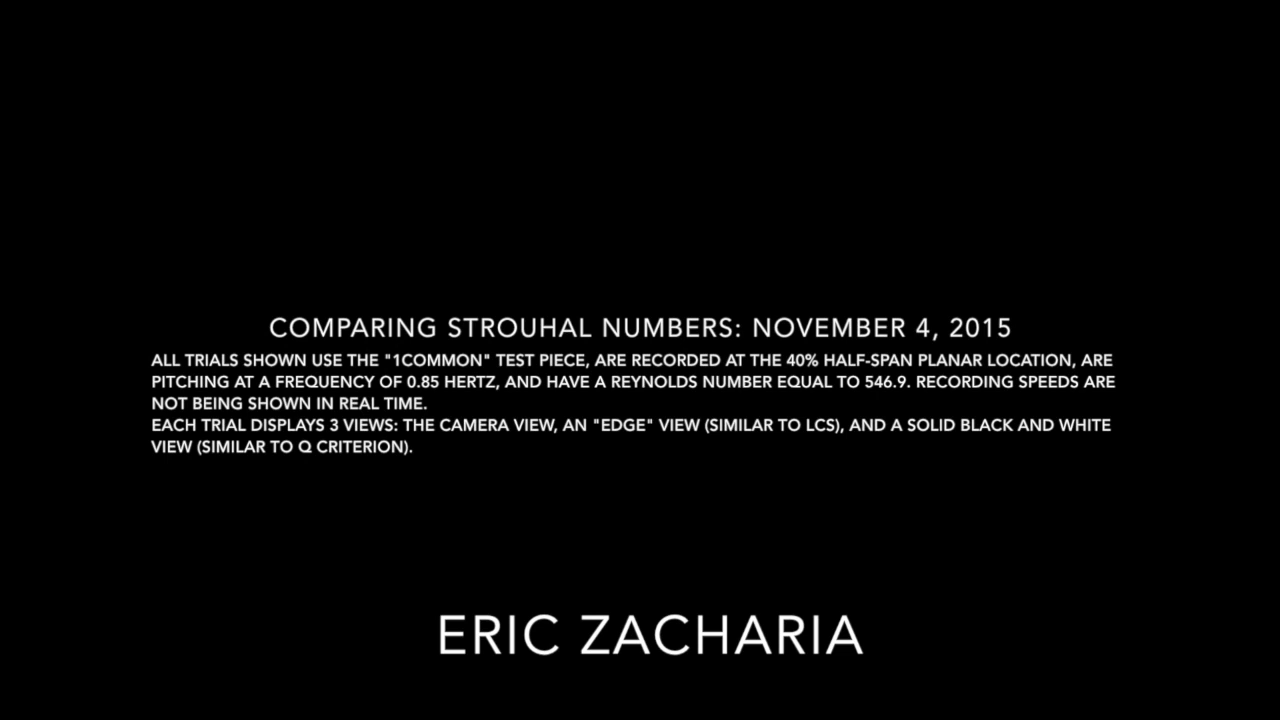 COMPARING STROUHAL NUMBERS: NOVEMBER 4, 2015
ALL TRIALS SHOWN USE THE "1COMMON" TEST PIECE, ARE RECORDED AT THE 40% HALF-SPAN PLANAR LOCATION, ARE
PITCHING AT A FREQUENCY OF 0.85 HERTZ, AND HAVE A REYNOLDS NUMBER EQUAL TO 546.9. RECORDING SPEEDS ARE
NOT BEING SHOWN IN REAL TIME.
EACH TRIAL DISPLAYS 3 VIEWS: THE CAMERA VIEW, AN "EDGE" VIEW (SIMILAR TO LCS), AND A SOLID BLACK AND WHITE
VIEW (SIMILAR TO Q CRITERION).
ERIC ZACHARIA